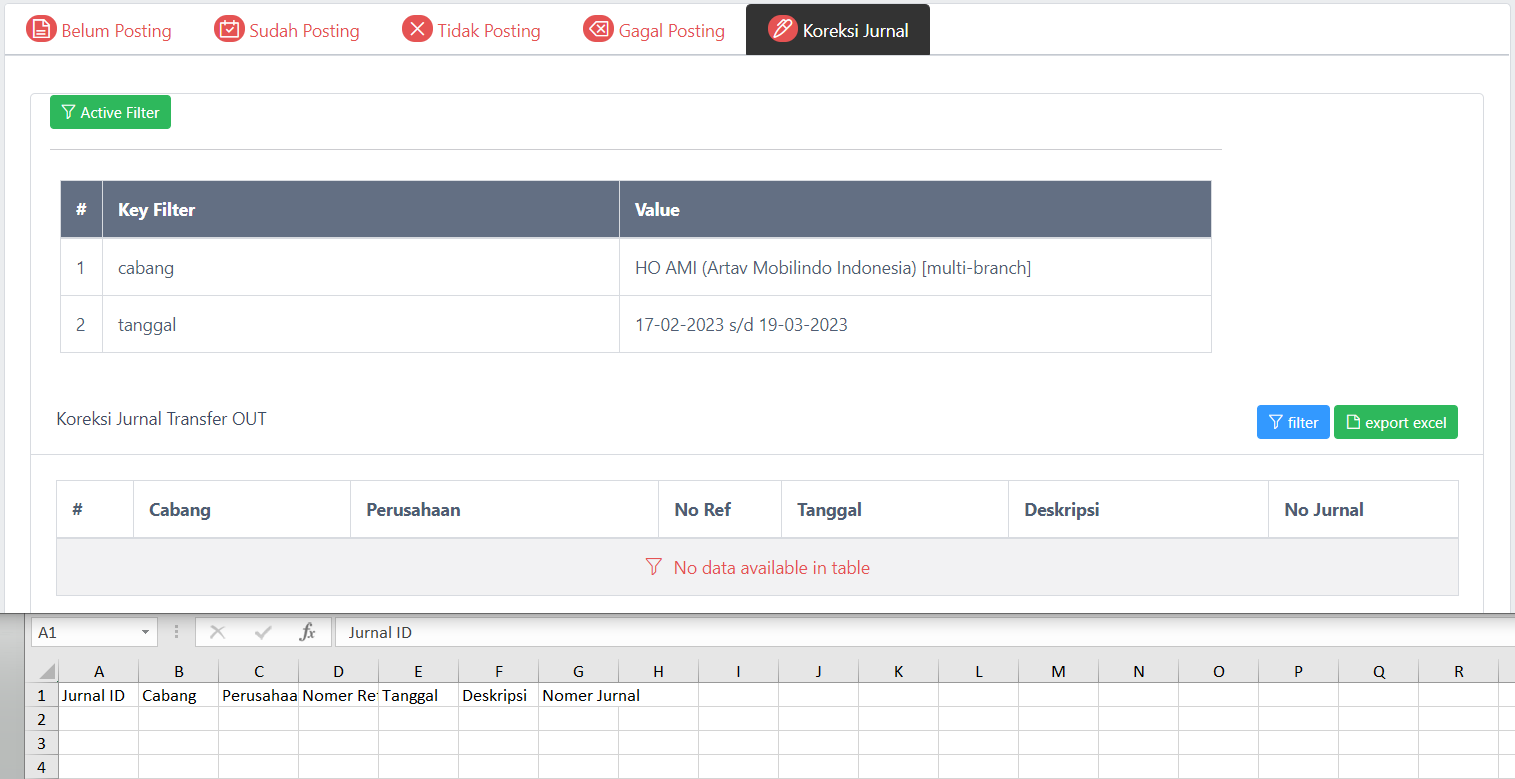 Belum Posting Sudah Posting Tidak Posting Gagal Posting Koreksi Jurnal
Active Filter
# Key Filter Value
1 cabang HO AMI (Artav Mobilindo Indonesia) [multi-branch]
2 tanggal 17-02-2023 s/d 19-03-2023
Koreksi Jurnal Transfer OUT filter export excel
# Cabang Perusahaan No Ref Tanggal Deskripsi No Jurnal
No data available in table
A1 fx Jurnal ID
A B C D E F G H I J K L M N O P Q R
1 Jurnal ID Cabang Perusahaa Nomer Re Tanggal Deskripsi Nomer Jurnal
2
3
4